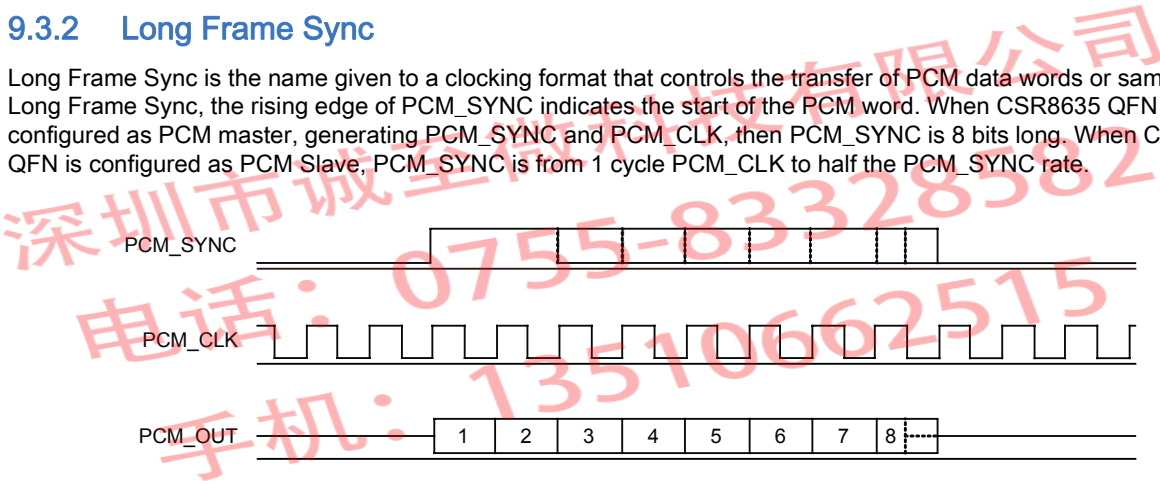 9.3.2 Long Frame Sync
Long Frame Sync is the name given to a clocking format that controls the transfer of PCM data words or sam
Long Frame Sync, the rising edge of PCM_SYNC indicates the start of the PCM word. When CSR8635 QFN
configured as PCM master, generating PCM_SYNC and PCM_CLK, then PCM_SYNC is 8 bits long. When C
QFN is configured as PCM Slave, PCM_SYNC is from 1 cycle PCM_CLK to half the PCM_SYNC rate.
深圳市诚至微科技有限公司
电话：0755-83328582
手机：13510662515
PCM_SYNC
PCM_CLK
PCM_OUT 1 2 3 4 5 6 7 8